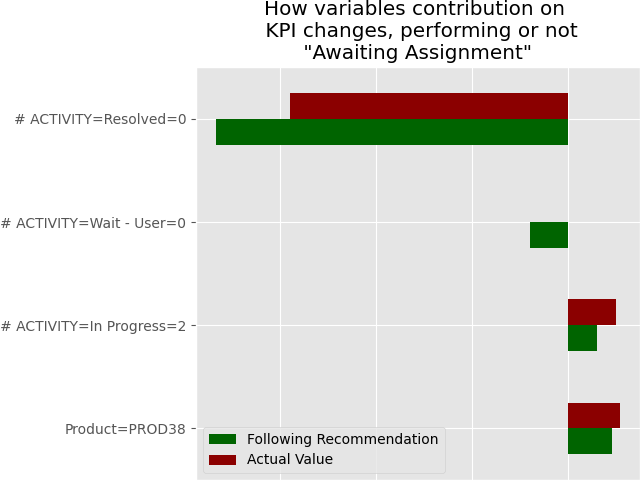 How variables contribution on
KPI changes, performing or not
"Awaiting Assignment"
# ACTIVITY=Resolved=0
# ACTIVITY=Wait - User=0
# ACTIVITY=In Progress=2
Product=PROD38
Following Recommendation
Actual Value